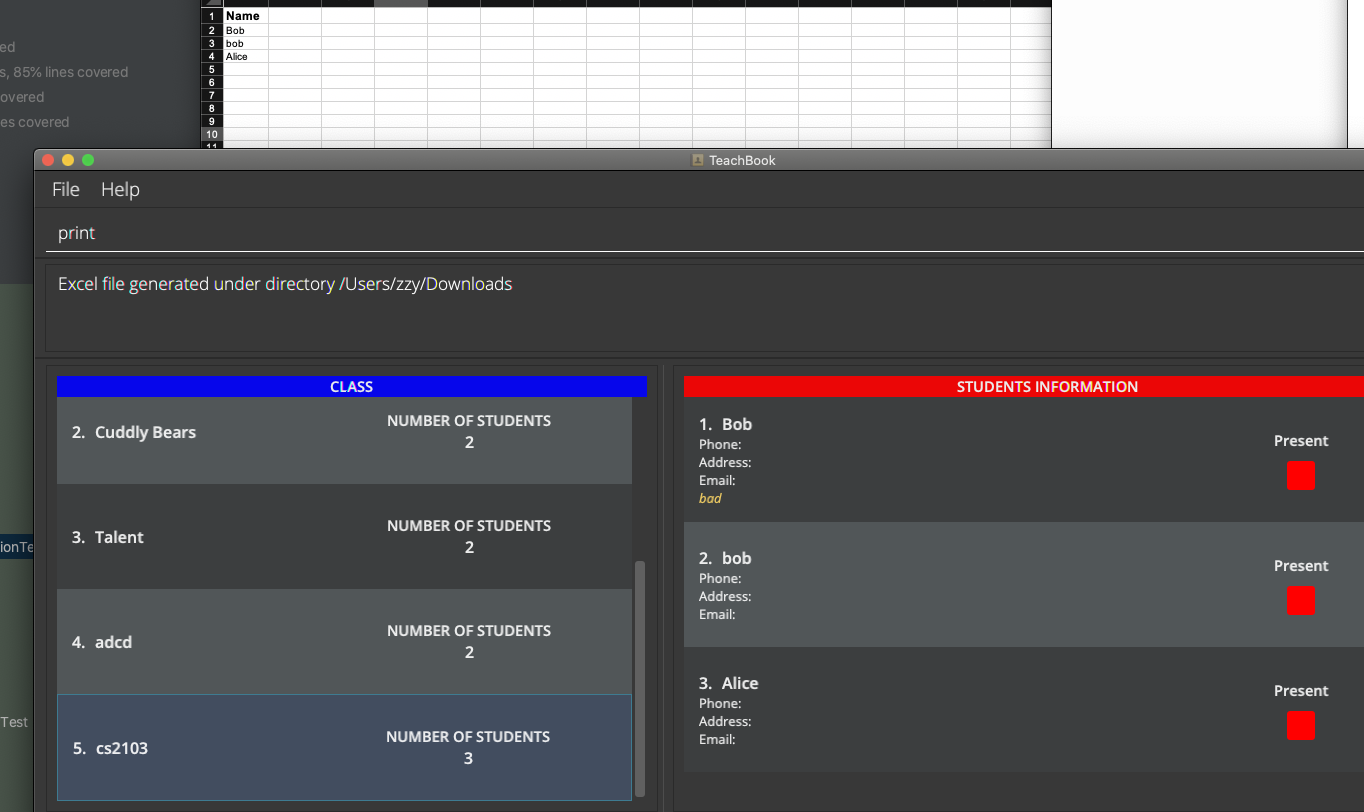 ed
s, 85% lines covered
overed
es covered
1 Name
2 Bob
3 bob
4 Alice
5
6
7
8
9
10
11
TeachBook
File Help
print
Excel file generated under directory /Users/zzy/Downloads
CLASS
2. Cuddly Bears
NUMBER OF STUDENTS
2
3. Talent
NUMBER OF STUDENTS
2
4. adcd
NUMBER OF STUDENTS
2
5. cs2103
NUMBER OF STUDENTS
3
STUDENTS INFORMATION
1. Bob
Phone:
Address:
Email:
bad
Present
2. bob
Phone:
Address:
Email:
Present
3. Alice
Phone:
Address:
Email:
Present
ionTe
Test